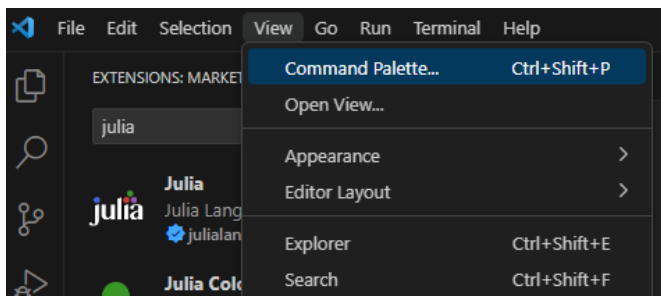 File Edit Selection View Go Run Terminal Help
EXTENSIONS: MARKET
julia
Julia
julia
Julia Lang
julialan
Julia Colo
Command Palette... Ctrl+Shift+P
Open View...
Appearance
Editor Layout
Explorer Ctrl+Shift+E
Search Ctrl+Shift+F